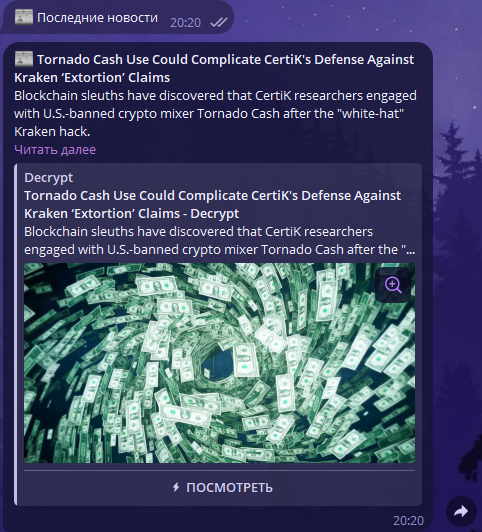 Последние новости
20:20
Tornado Cash Use Could Complicate CertiK's Defense Against
Kraken ‘Extortion’ Claims
Blockchain sleuths have discovered that CertiK researchers engaged
with U.S.-banned crypto mixer Tornado Cash after the "white-hat"
Kraken hack.
Читать далее
Decrypt
Tornado Cash Use Could Complicate CertiK's Defense Against
Kraken ‘Extortion’ Claims - Decrypt
Blockchain sleuths have discovered that CertiK researchers
engaged with U.S.-banned crypto mixer Tornado Cash after the "...
ПОСМОТРЕТЬ
20:20